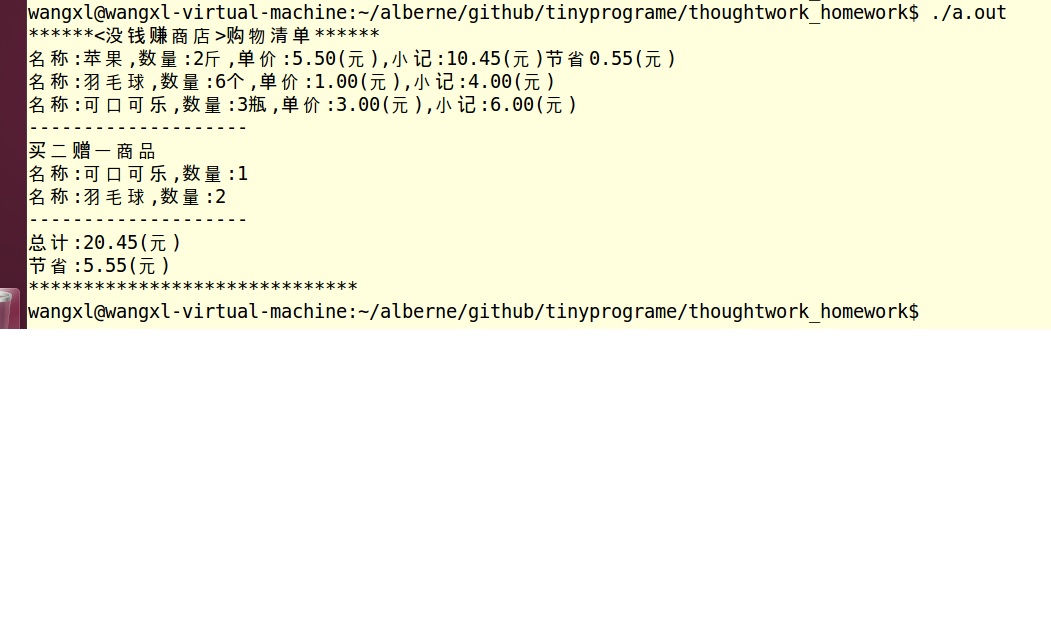 wangxl@wangxl-virtual-machine:~/alberne/github/tinyprograme/thoughtwork_homework$ ./a.out
******<没钱赚商店>购物清单******
名称:苹果,数量:2斤,单价:5.50(元),小记:10.45(元)节省0.55(元)
名称:羽毛球,数量:6个,单价:1.00(元),小记:4.00(元)
名称:可口可乐,数量:3瓶,单价:3.00(元),小记:6.00(元)
--------------------
买二赠一商品
名称:可口可乐,数量:1
名称:羽毛球,数量:2
--------------------
总计:20.45(元)
节省:5.55(元)
******************************
wangxl@wangxl-virtual-machine:~/alberne/github/tinyprograme/thoughtwork_homework$